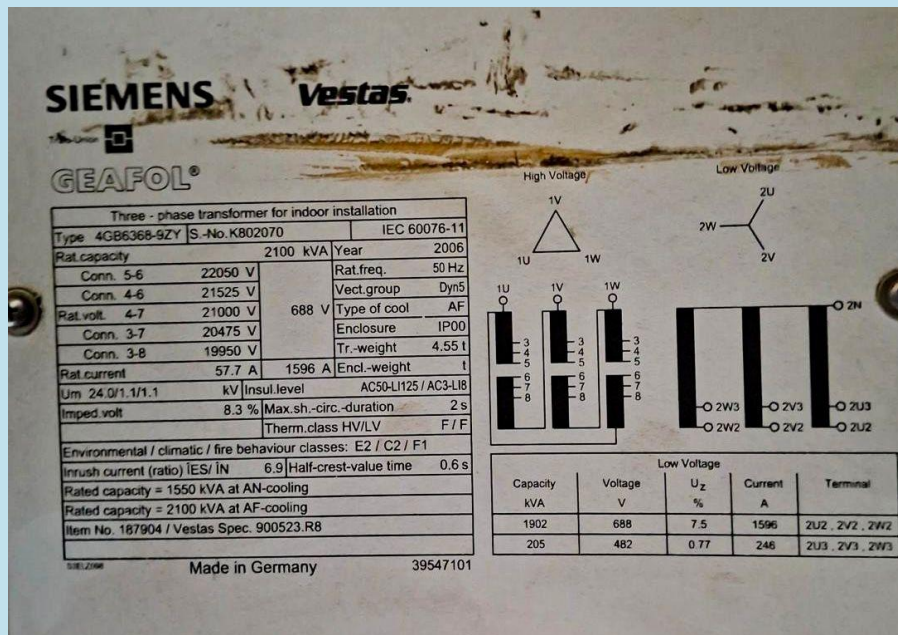 SIEMENS Vestas
Trafo-Union
GEAFOL®
Three - phase transformer for indoor installation
Type 4GB6368-9ZY S.-No.K802070 IEC 60076-11
Rat.capacity 2100 kVA Year 2006
Conn. 5-6 22050 V Rat.freq. 50 Hz
Conn. 4-6 21525 V Vect.group Dyn5
Rat.volt. 4-7 21000 V 688 V Type of cool AF
Conn. 3-7 20475 V Enclosure IP00
Conn. 3-8 19950 V Tr.-weight 4.55 t
Rat.current 57.7 A 1596 A Encl.-weight t
Um 24.0/1.1/1.1 kV Insul.level AC50-LI125 / AC3-LI8
Imped.volt 8.3 % Max.sh.-circ.-duration 2 s
Therm.class HV/LV F / F
Environmental / climatic / fire behaviour classes: E2 / C2 / F1
Inrush current (ratio) ÎES/ ÎN 6.9 Half-crest-value time 0.6 s
Rated capacity = 1550 kVA at AN-cooling
Rated capacity = 2100 kVA at AF-cooling
Item No. 187904 / Vestas Spec. 900523.R8
Made in Germany 39547101
High Voltage
1V
1U 1W
Low Voltage
2U
2W
2V
1U 1V 1W
3 3 3
4 4 4
5 5 5
6 6 6
7 7 7
8 8 8
2N
2W3 2V3 2U3
2W2 2V2 2U2
Low Voltage
Capacity Voltage Uz Current Terminal
kVA V % A
1902 688 7.5 1596 2U2 , 2V2 , 2W2
205 482 0.77 246 2U3 , 2V3 , 2W3